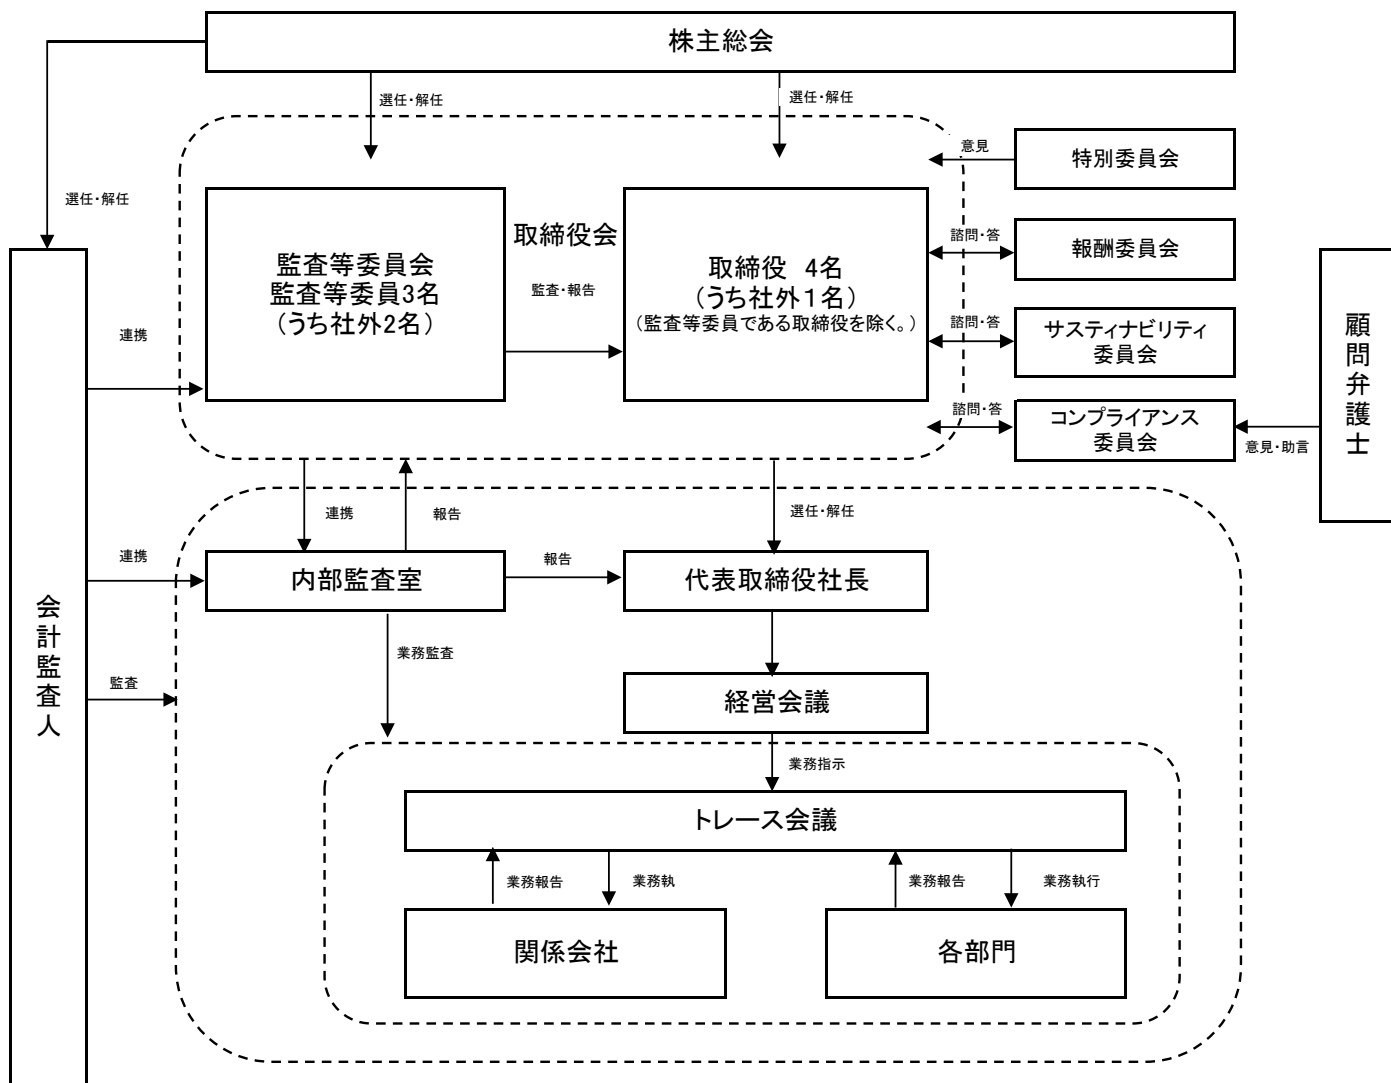 株主総会
選任・解任
選任・解任
選任・解任
意見
特別委員会
取締役会
監査等委員会
監査等委員3名
(うち社外2名)
監査・報告
取締役 4名
(うち社外1名)
(監査等委員である取締役を除く。)
諮問・答
報酬委員会
諮問・答
サスティナビリティ
委員会
諮問・答
コンプライアンス
委員会
意見・助言
顧問弁護士
連携
連携
報告
選任・解任
連携
内部監査室
報告
代表取締役社長
会計監査人
監査
業務監査
経営会議
業務指示
トレース会議
業務報告
業務執
業務報告
業務執行
関係会社
各部門